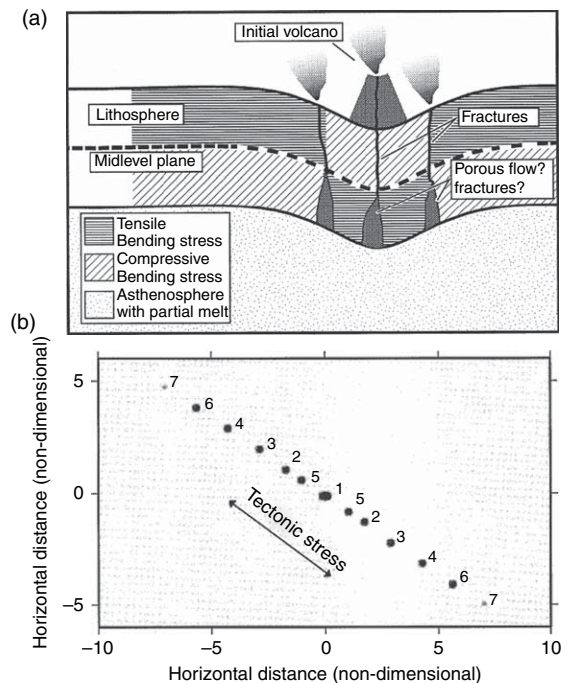 (a)
Initial volcano
Lithosphere
Fractures
Midlevel plane
Porous flow?
fractures?
Tensile
Bending stress
Compressive
Bending stress
Asthenosphere
with partial melt
(b)
Horizontal distance (non-dimensional)
5
0
−5
7
6
4
3
2
5
1
5
2
3
4
6
7
Tectonic stress
−10
−5
0
5
10
Horizontal distance (non-dimensional)